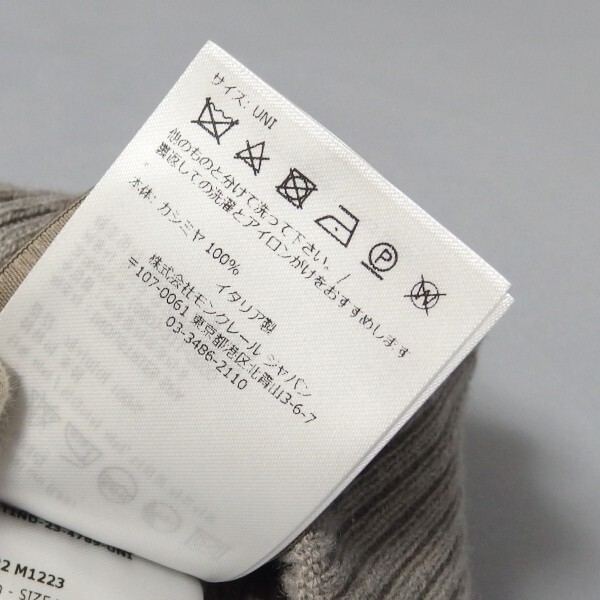 サイズ: UNI
P W
他のものと分けて洗って下さい。/
裏返しての洗濯とアイロンがけをおすすめします
本体: カシミヤ 100%
イタリア製
株式会社モンクレール ジャパン
〒107-0061 東京都港区北青山3-6-7
03-3486-2110
M1223
- SIZE